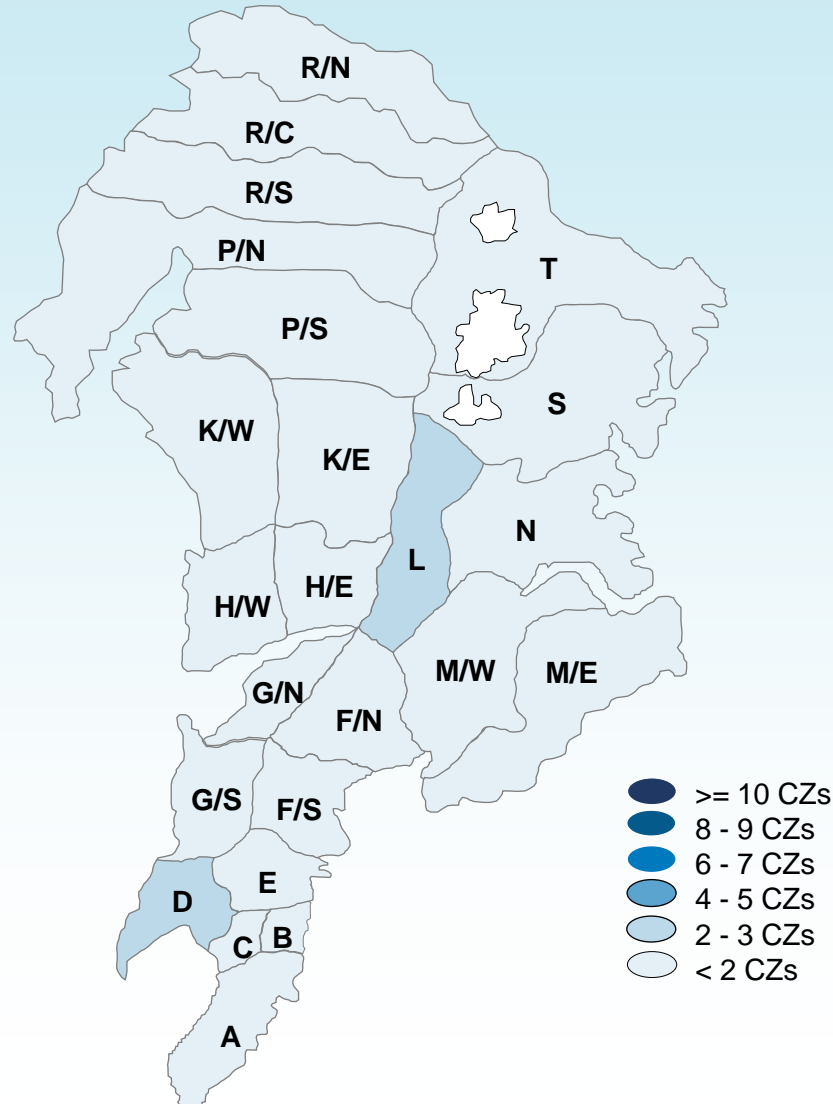 R/N
R/C
R/S
P/N
T
P/S
S
K/W
K/E
N
L
H/E
H/W
M/W
M/E
G/N
F/N
G/S
F/S
>= 10 CZs
8 - 9 CZs
6 - 7 CZs
4 - 5 CZs
2 - 3 CZs
< 2 CZs
E
D
B
C
A